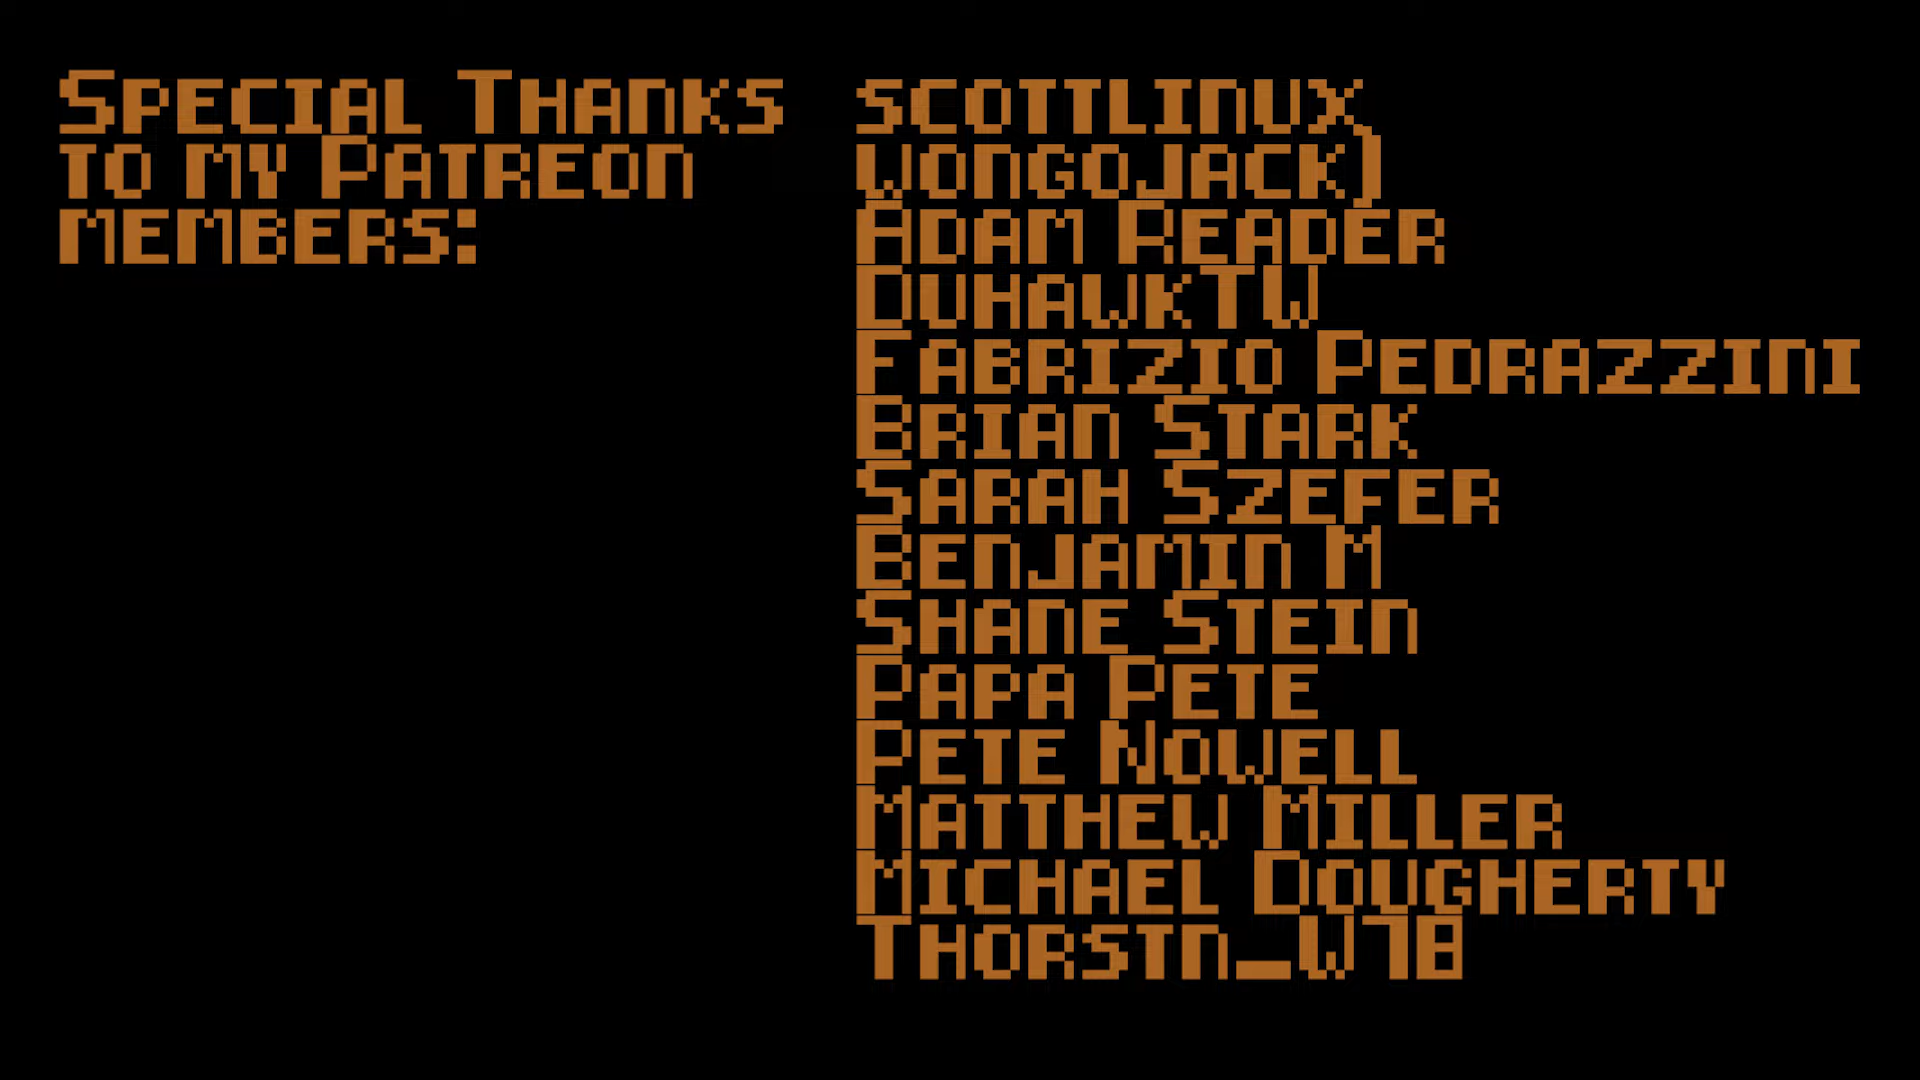 Special Thanks
to my Patreon
members:
scottlinux
wongojack)
Adam Reader
DuhawkTW
Fabrizio Pedrazzini
Brian Stark
Sarah Szefer
Benjamin M
Shane Stein
Papa Pete
Pete Nowell
Matthew Miller
Michael Dougherty
Thorstn_W78